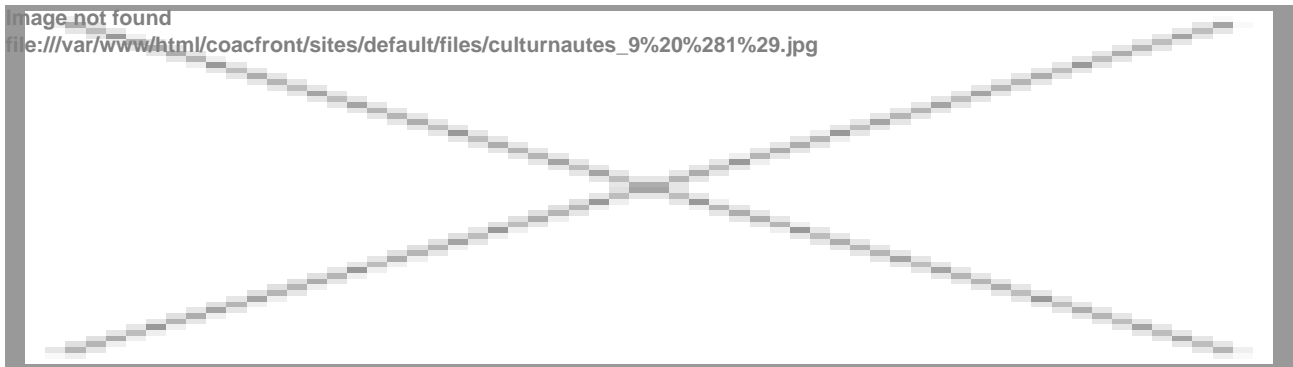 Image not found
file:///var/www/html/coacfront/sites/default/files/culturnautes_9%20%281%29.jpg